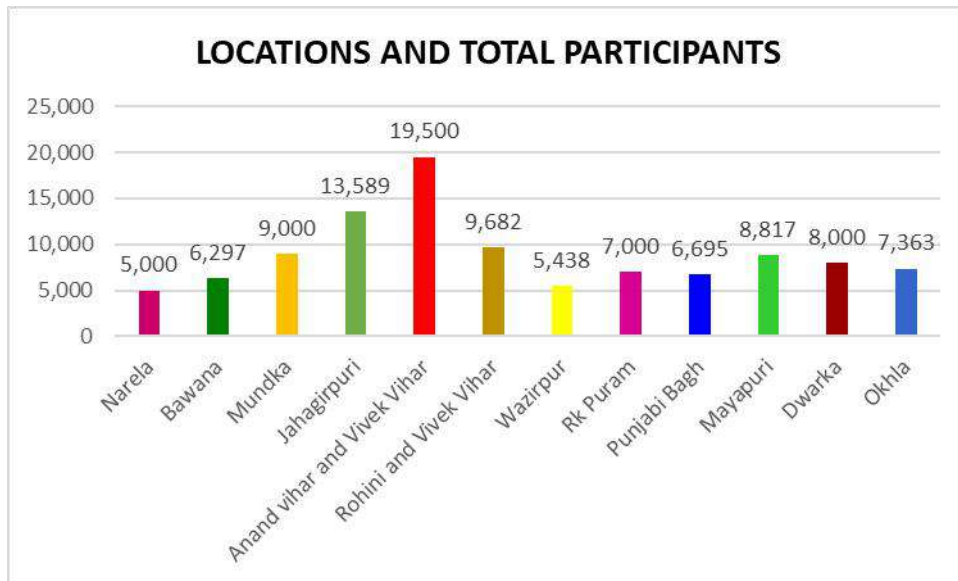 LOCATIONS AND TOTAL PARTICIPANTS
25,000
20,000
15,000
10,000
5,000
0
5,000
6,297
9,000
13,589
19,500
9,682
5,438
7,000
6,695
8,817
8,000
7,363
Narela
Bawana
Mundka
Jahagirpuri
Anand vihar and Vivek Vihar
Rohini and Vivek Vihar
Wazirpur
Rk Puram
Punjabi Bagh
Mayapuri
Dwarka
Okhla